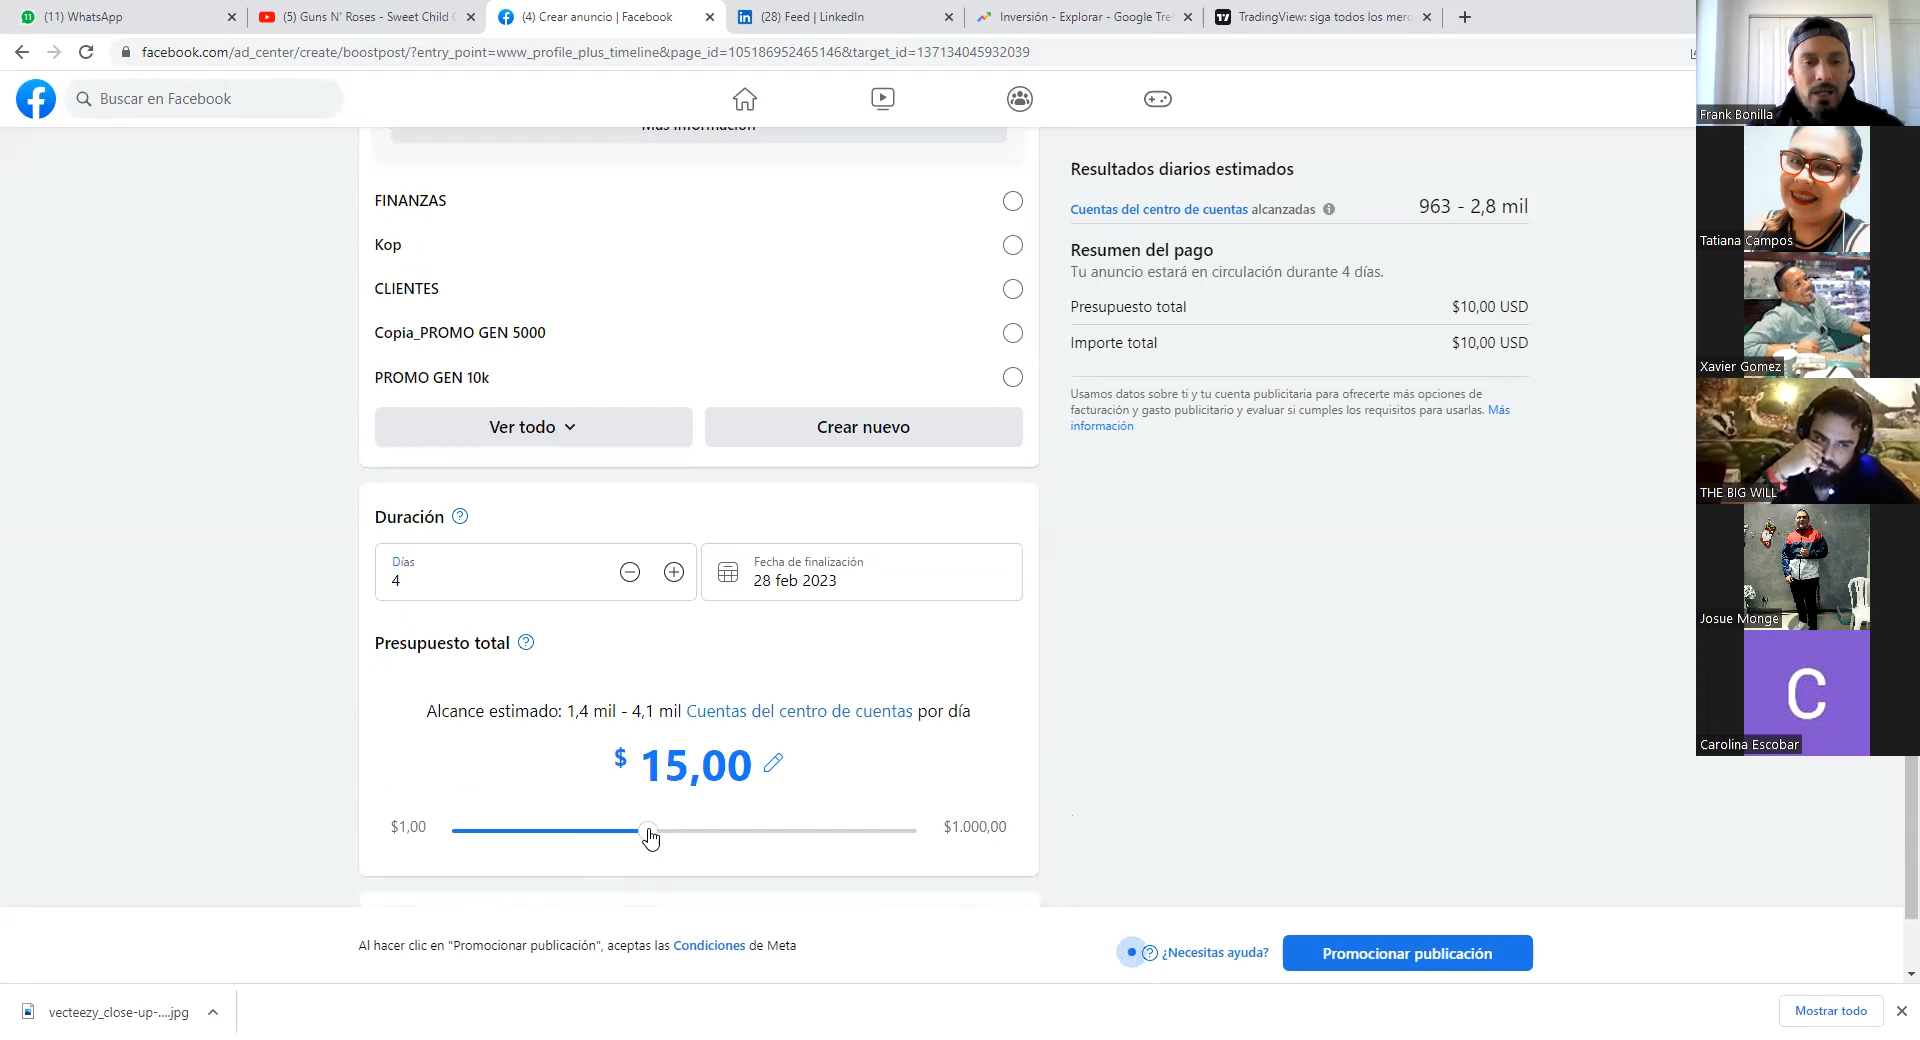 (11) WhatsApp
(5) Guns N' Roses - Sweet Child O
(4) Crear anuncio | Facebook
(28) Feed | LinkedIn
Inversión - Explorar - Google Tre
TradingView: siga todos los merc
facebook.com/ad_center/create/boostpost/?entry_point=www_profile_plus_timeline&page_id=105186952465146&target_id=137134045932039
Buscar en Facebook
Más información
FINANZAS
Kop
CLIENTES
Copia_PROMO GEN 5000
PROMO GEN 10k
Ver todo
Crear nuevo
Duración
Días
4
Fecha de finalización
28 feb 2023
Presupuesto total
Alcance estimado: 1,4 mil - 4,1 mil Cuentas del centro de cuentas por día
$ 15,00
$1,00
$1.000,00
Resultados diarios estimados
Cuentas del centro de cuentas alcanzadas
963 - 2,8 mil
Resumen del pago
Tu anuncio estará en circulación durante 4 días.
Presupuesto total
$10,00 USD
Importe total
$10,00 USD
Usamos datos sobre ti y tu cuenta publicitaria para ofrecerte más opciones de
facturación y gasto publicitario y evaluar si cumples los requisitos para usarlas. Más
información
Al hacer clic en "Promocionar publicación", aceptas las Condiciones de Meta
¿Necesitas ayuda?
Promocionar publicación
vecteezy_close-up-....jpg
Mostrar todo
Frank Bonilla
Tatiana Campos
Xavier Gomez
THE BIG WILL
Josue Monge
C
Carolina Escobar